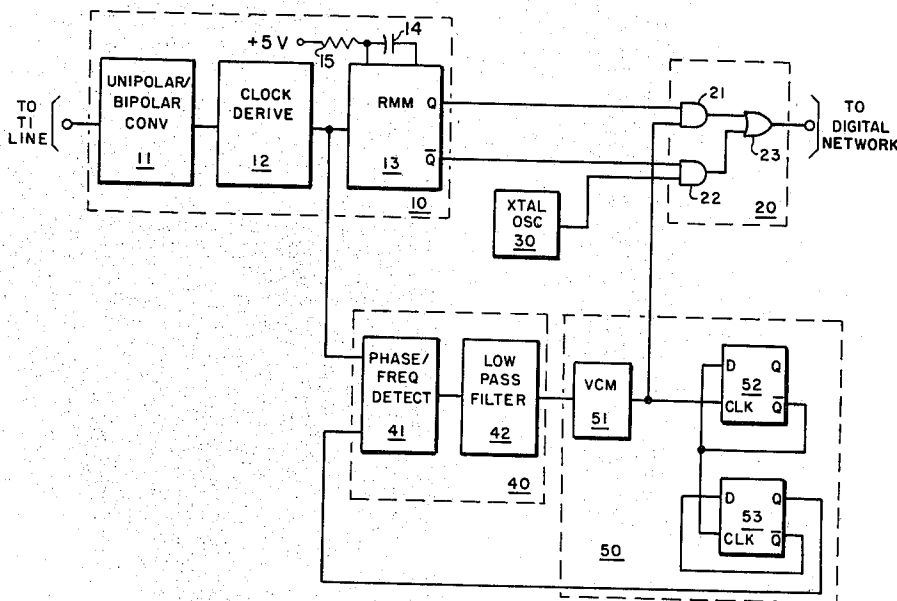 +5 V
14
15
UNIPOLAR/
BIPOLAR
CONV
11
CLOCK
DERIVE
12
RMM
Q
Q̅
13
10
TO
T1
LINE
21
22
23
20
TO
DIGITAL
NETWORK
XTAL
OSC
30
PHASE/
FREQ
DETECT
41
LOW
PASS
FILTER
42
40
VCM
51
D
Q
52
CLK
Q̅
D
Q
53
CLK
Q̅
50